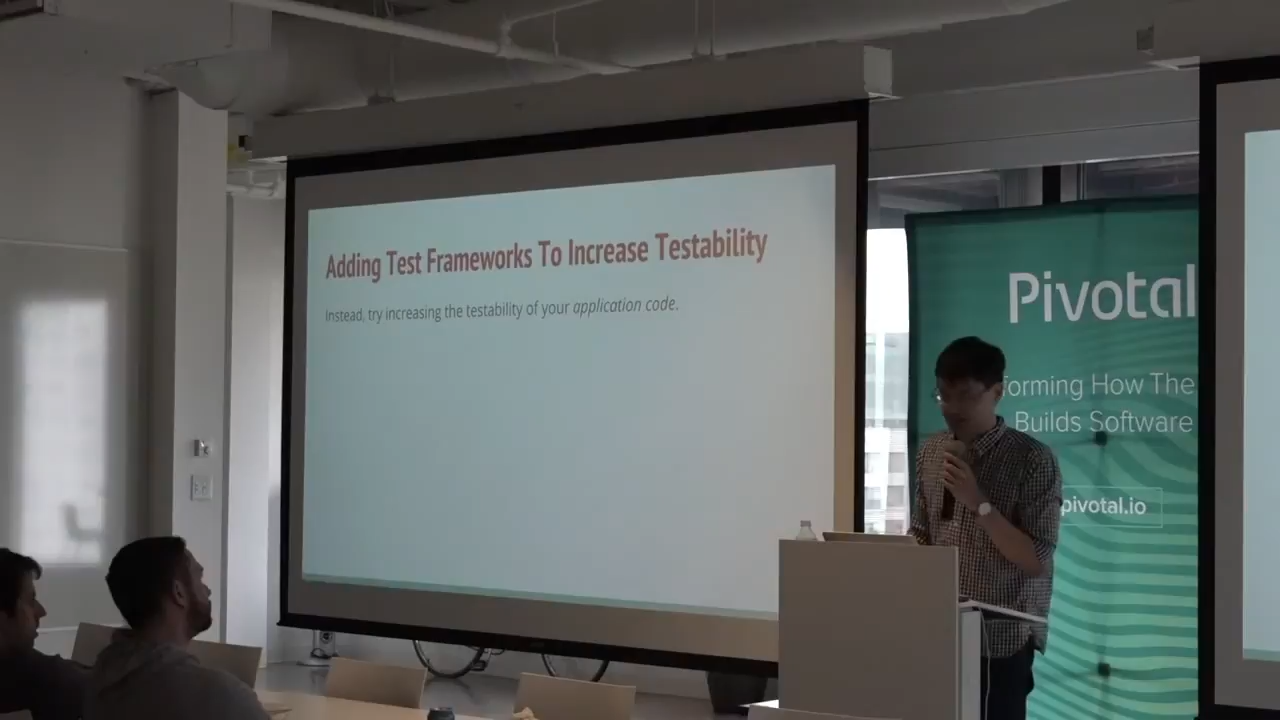 Adding Test Frameworks To Increase Testability
Instead, try increasing the testability of your application code.
Pivotal
forming How The
Builds Software
pivotal.io